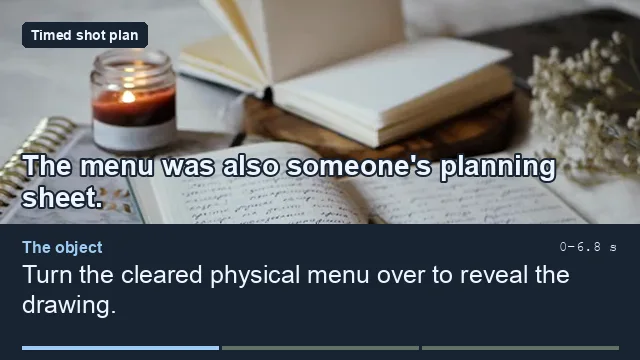 Timed shot plan
The menu was also someone's planning
sheet.
The object
0–6.8 s
Turn the cleared physical menu over to reveal the
drawing.